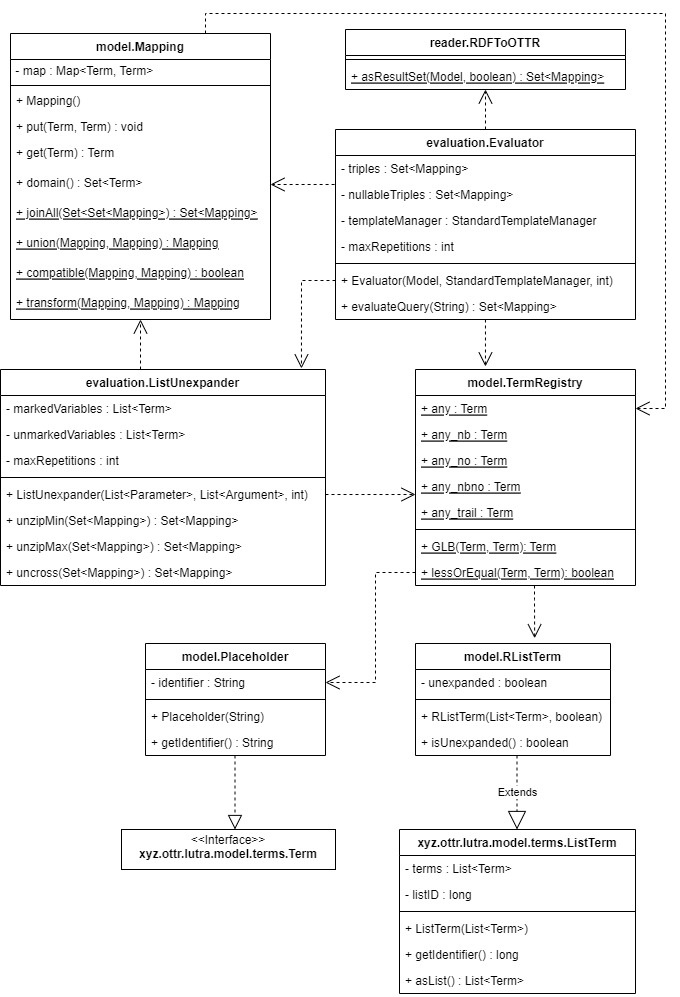 model.Mapping
- map : Map<Term, Term>
+ Mapping()
+ put(Term, Term) : void
+ get(Term) : Term
+ domain() : Set<Term>
+ joinAll(Set<Set<Mapping>) : Set<Mapping>
+ union(Mapping, Mapping) : Mapping
+ compatible(Mapping, Mapping) : boolean
+ transform(Mapping, Mapping) : Mapping
reader.RDFToOTTR
+ asResultSet(Model, boolean) : Set<Mapping>
evaluation.Evaluator
- triples : Set<Mapping>
- nullableTriples : Set<Mapping>
- templateManager : StandardTemplateManager
- maxRepetitions : int
+ Evaluator(Model, StandardTemplateManager, int)
+ evaluateQuery(String) : Set<Mapping>
evaluation.ListUnexpander
- markedVariables : List<Term>
- unmarkedVariables : List<Term>
- maxRepetitions : int
+ ListUnexpander(List<Parameter>, List<Argument>, int)
+ unzipMin(Set<Mapping>) : Set<Mapping>
+ unzipMax(Set<Mapping>) : Set<Mapping>
+ uncross(Set<Mapping>) : Set<Mapping>
model.TermRegistry
+ any : Term
+ any_nb : Term
+ any_no : Term
+ any_nbno : Term
+ any_trail : Term
+ GLB(Term, Term): Term
+ lessOrEqual(Term, Term): boolean
model.Placeholder
- identifier : String
+ Placeholder(String)
+ getIdentifier() : String
model.RListTerm
- unexpanded : boolean
+ RListTerm(List<Term>, boolean)
+ isUnexpanded() : boolean
Extends
<<Interface>>
xyz.ottr.lutra.model.terms.Term
xyz.ottr.lutra.model.terms.ListTerm
- terms : List<Term>
- listID : long
+ ListTerm(List<Term>)
+ getIdentifier() : long
+ asList() : List<Term>